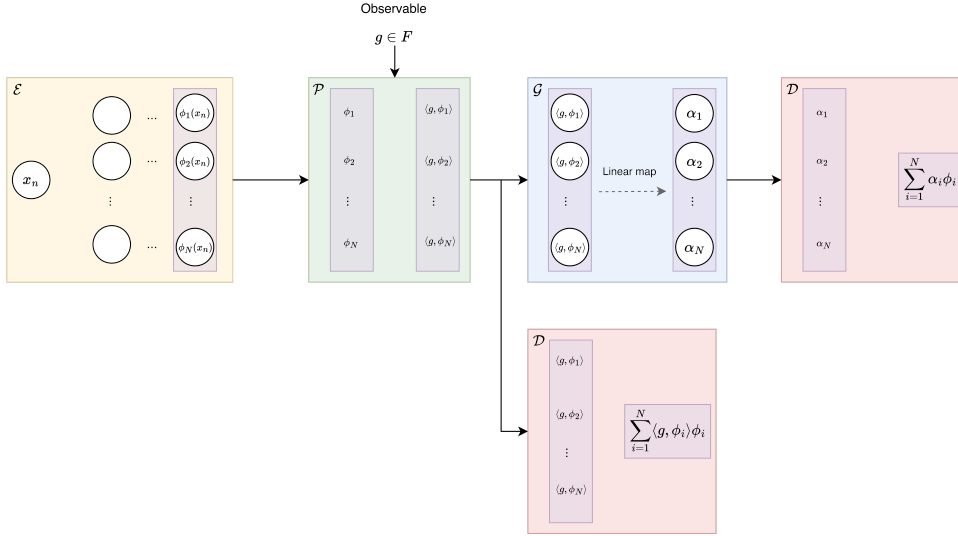 Observable
g ∈ F
ℰ
x_n
...
...
⋮
ϕ_1(x_n)
ϕ_2(x_n)
⋮
ϕ_N(x_n)
𝒫
ϕ_1
ϕ_2
⋮
ϕ_N
⟨g, ϕ_1⟩
⟨g, ϕ_2⟩
⋮
⟨g, ϕ_N⟩
𝒢
⟨g, ϕ_1⟩
⟨g, ϕ_2⟩
⋮
⟨g, ϕ_N⟩
Linear map
α_1
α_2
⋮
α_N
𝒟
α_1
α_2
⋮
α_N
∑_{i=1}^{N} α_i ϕ_i
𝒟
⟨g, ϕ_1⟩
⟨g, ϕ_2⟩
⋮
⟨g, ϕ_N⟩
∑_{i=1}^{N} ⟨g, ϕ_i⟩ϕ_i